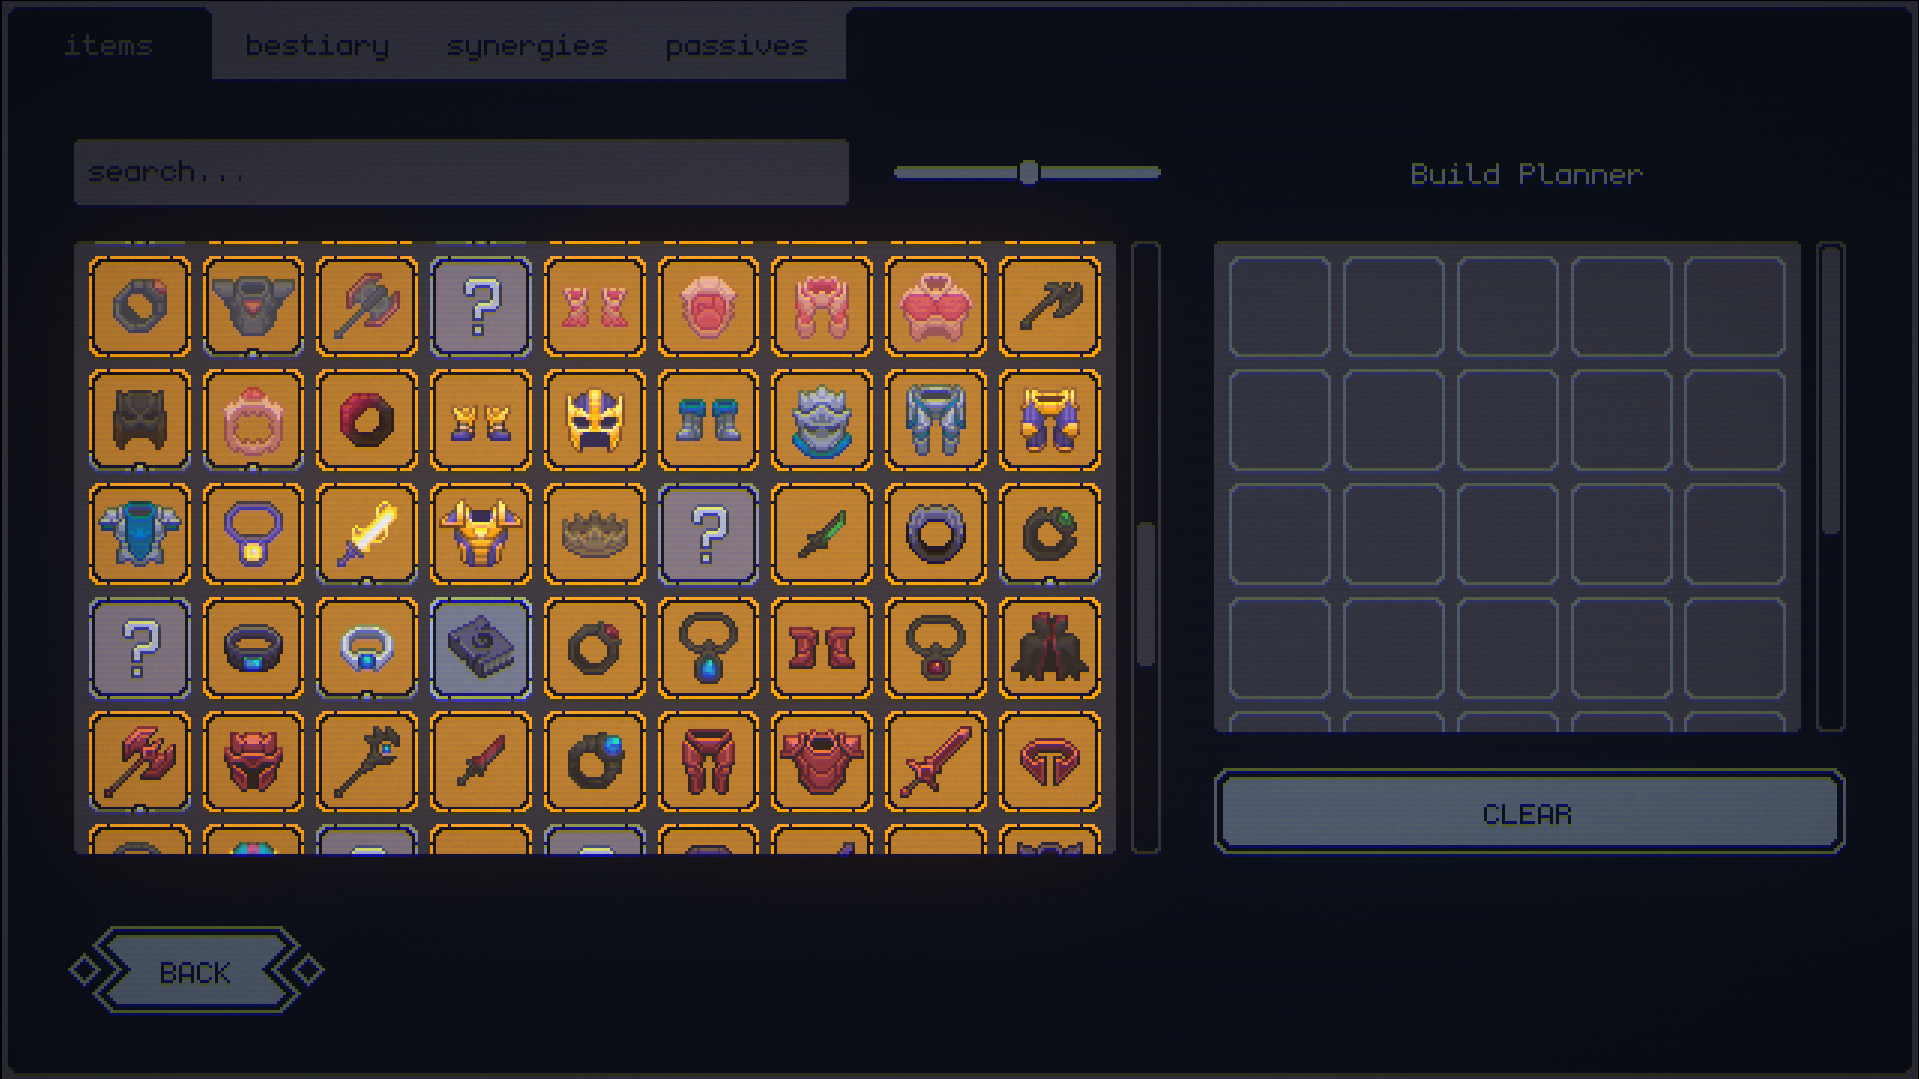 items bestiary synergies passives
search...
Build Planner
?
?
?
CLEAR
BACK